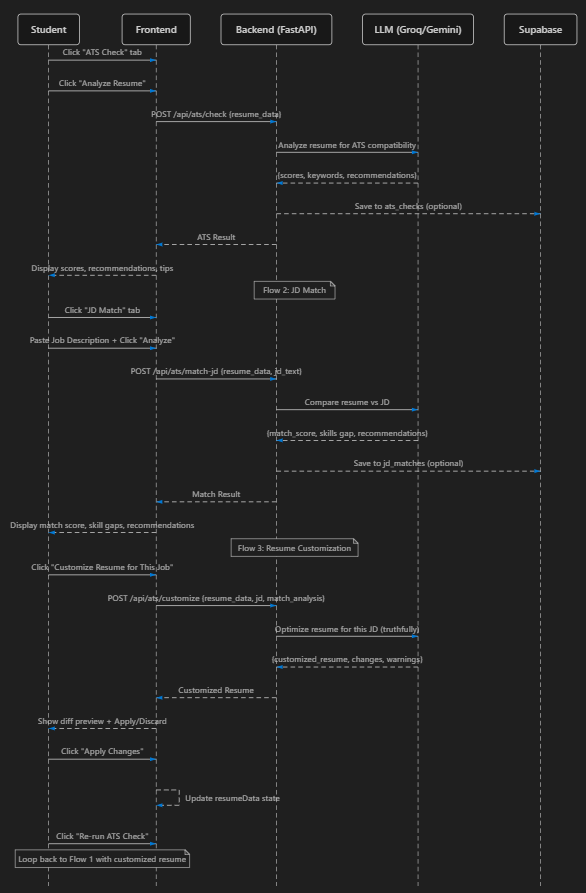 Student
Frontend
Backend (FastAPI)
LLM (Groq/Gemini)
Supabase
Click "ATS Check" tab
Click "Analyze Resume"
POST /api/ats/check (resume_data)
Analyze resume for ATS compatibility
{scores, keywords, recommendations}
Save to ats_checks (optional)
ATS Result
Display scores, recommendations, tips
Flow 2: JD Match
Click "JD Match" tab
Paste Job Description + Click "Analyze"
POST /api/ats/match-jd (resume_data, jd_text)
Compare resume vs JD
{match_score, skills gap, recommendations}
Save to jd_matches (optional)
Match Result
Display match score, skill gaps, recommendations
Flow 3: Resume Customization
Click "Customize Resume for This Job"
POST /api/ats/customize (resume_data, jd, match_analysis)
Optimize resume for this JD (truthfully)
{customized_resume, changes, warnings}
Customized Resume
Show diff preview + Apply/Discard
Click "Apply Changes"
Update resumeData state
Click "Re-run ATS Check"
Loop back to Flow 1 with customized resume